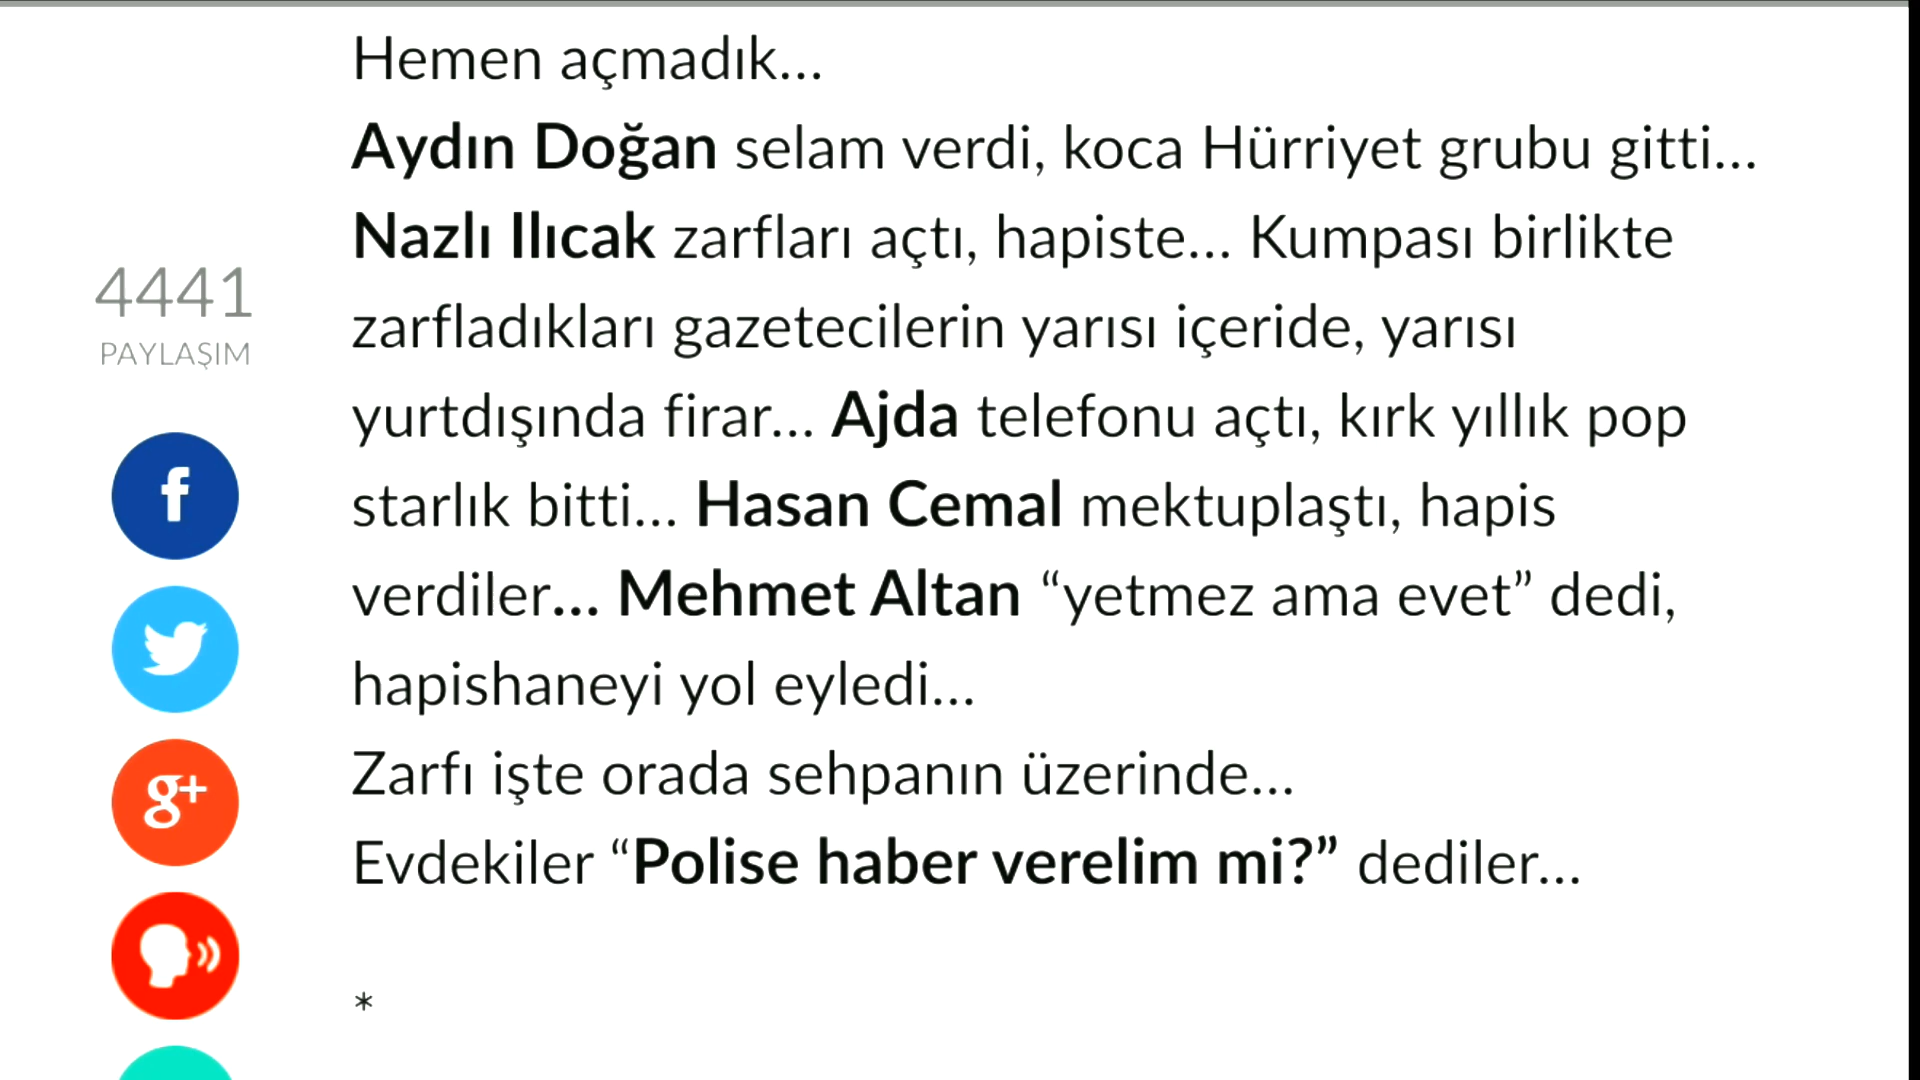 Hemen açmadık...
Aydın Doğan selam verdi, koca Hürriyet grubu gitti...
Nazlı Ilıcak zarfları açtı, hapiste... Kumpası birlikte
zarfladıkları gazetecilerin yarısı içeride, yarısı
yurtdışında firar... Ajda telefonu açtı, kırk yıllık pop
starlık bitti... Hasan Cemal mektuplaştı, hapis
verdiler... Mehmet Altan “yetmez ama evet” dedi,
hapishaneyi yol eyledi...
Zarfı işte orada sehpanın üzerinde...
Evdekiler “Polise haber verelim mi?” dediler...
*
4441
PAYLAŞIM
f
g+